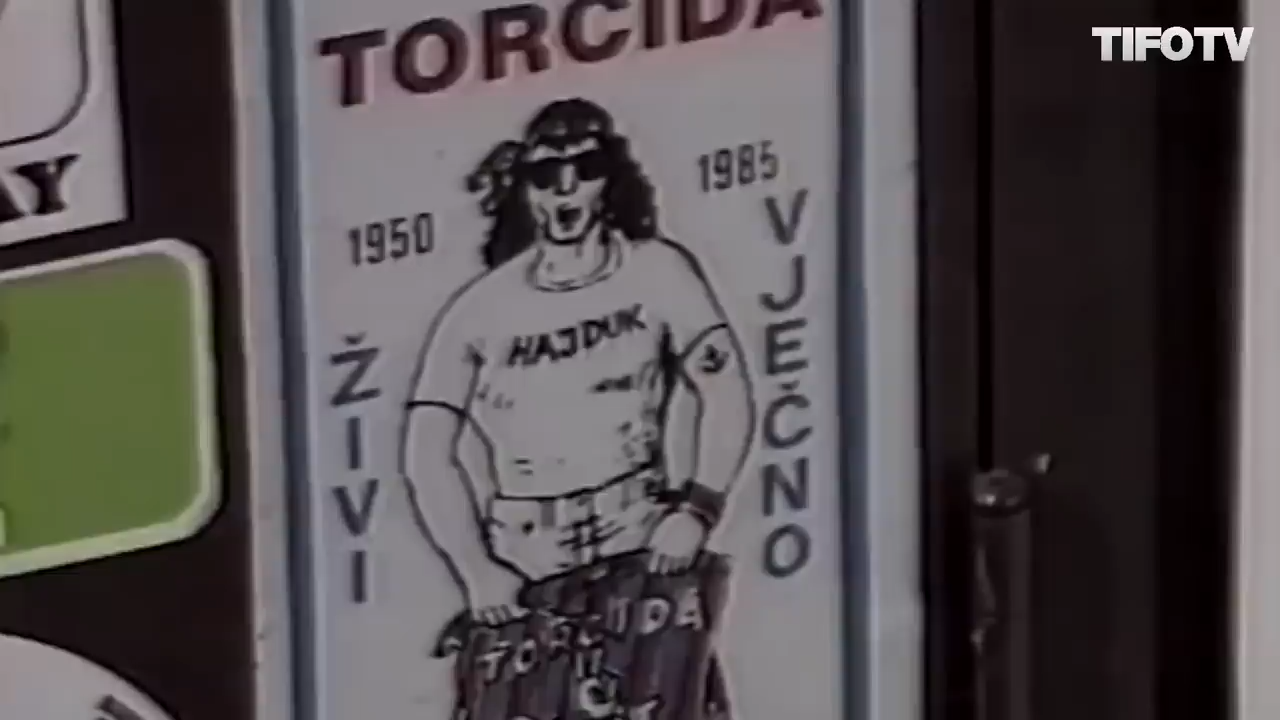 TORCIDA
TIFOTV
1950
1985
ŽIVI
VJEČNO
HAJDUK
TORCIDA